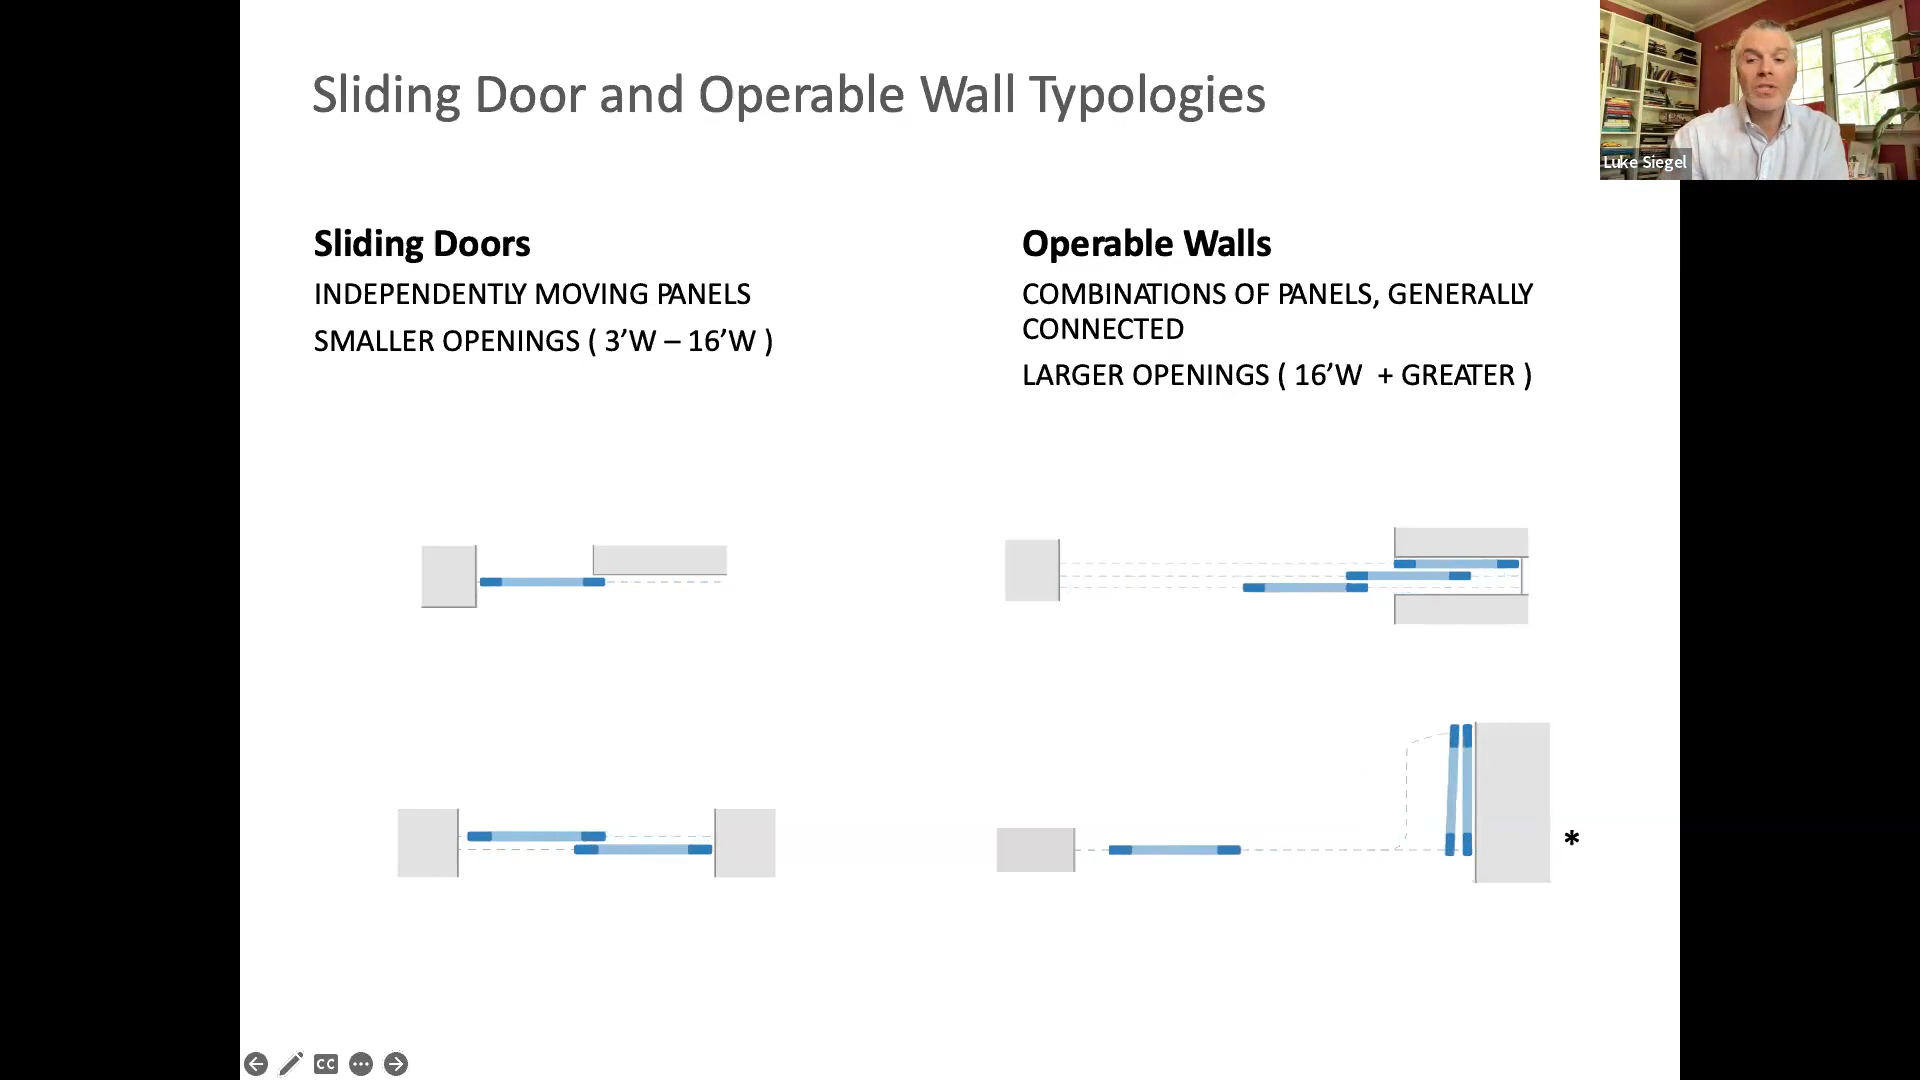 Sliding Door and Operable Wall Typologies
Luke Siegel
Sliding Doors
INDEPENDENTLY MOVING PANELS
SMALLER OPENINGS ( 3’W – 16’W )
Operable Walls
COMBINATIONS OF PANELS, GENERALLY
CONNECTED
LARGER OPENINGS ( 16’W  + GREATER )
*
CC